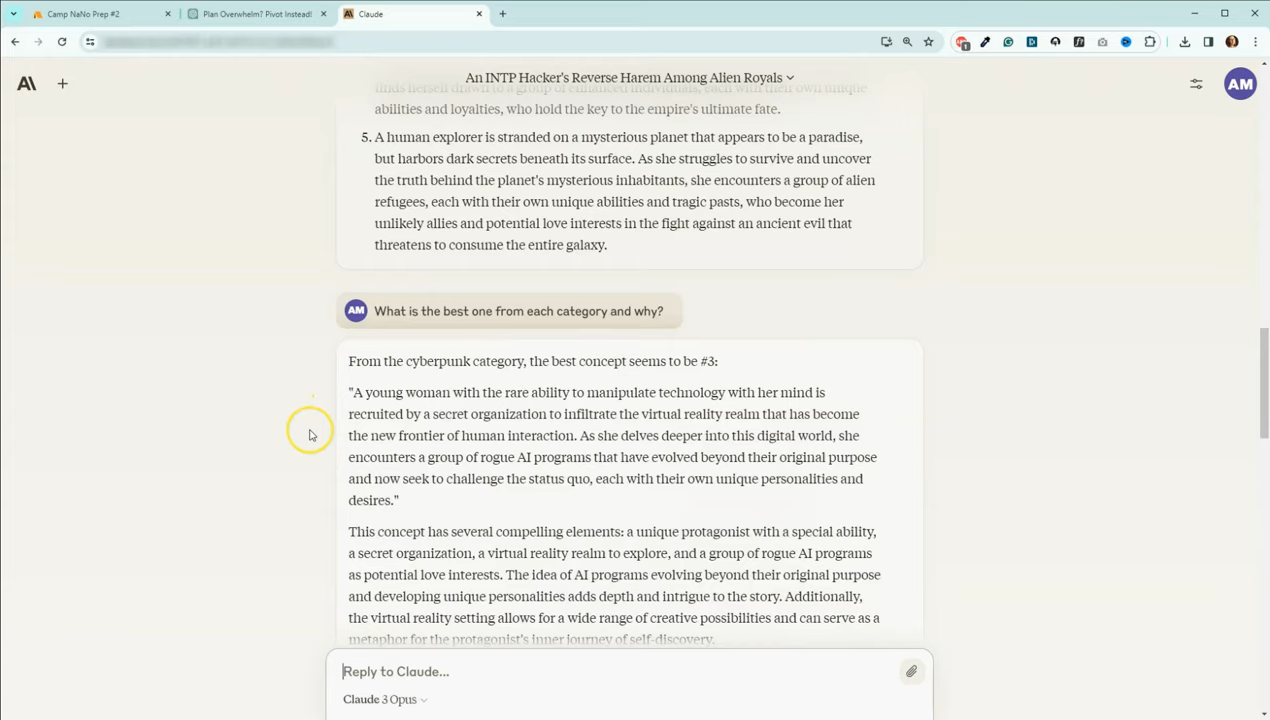 Camp NaNo Prep #2
Plan Overwhelm? Pivot Instead!
Claude
1
An INTP Hacker's Reverse Harem Among Alien Royals
AM
finds herself drawn to a group of enhanced individuals, each with their own unique
abilities and loyalties, who hold the key to the empire's ultimate fate.
5. A human explorer is stranded on a mysterious planet that appears to be a paradise,
but harbors dark secrets beneath its surface. As she struggles to survive and uncover
the truth behind the planet's mysterious inhabitants, she encounters a group of alien
refugees, each with their own unique abilities and tragic pasts, who become her
unlikely allies and potential love interests in the fight against an ancient evil that
threatens to consume the entire galaxy.
AM What is the best one from each category and why?
From the cyberpunk category, the best concept seems to be #3:
"A young woman with the rare ability to manipulate technology with her mind is
recruited by a secret organization to infiltrate the virtual reality realm that has become
the new frontier of human interaction. As she delves deeper into this digital world, she
encounters a group of rogue AI programs that have evolved beyond their original purpose
and now seek to challenge the status quo, each with their own unique personalities and
desires."
This concept has several compelling elements: a unique protagonist with a special ability,
a secret organization, a virtual reality realm to explore, and a group of rogue AI programs
as potential love interests. The idea of AI programs evolving beyond their original purpose
and developing unique personalities adds depth and intrigue to the story. Additionally,
the virtual reality setting allows for a wide range of creative possibilities and can serve as a
metaphor for the protagonist's inner journey of self-discovery.
Reply to Claude...
Claude 3 Opus